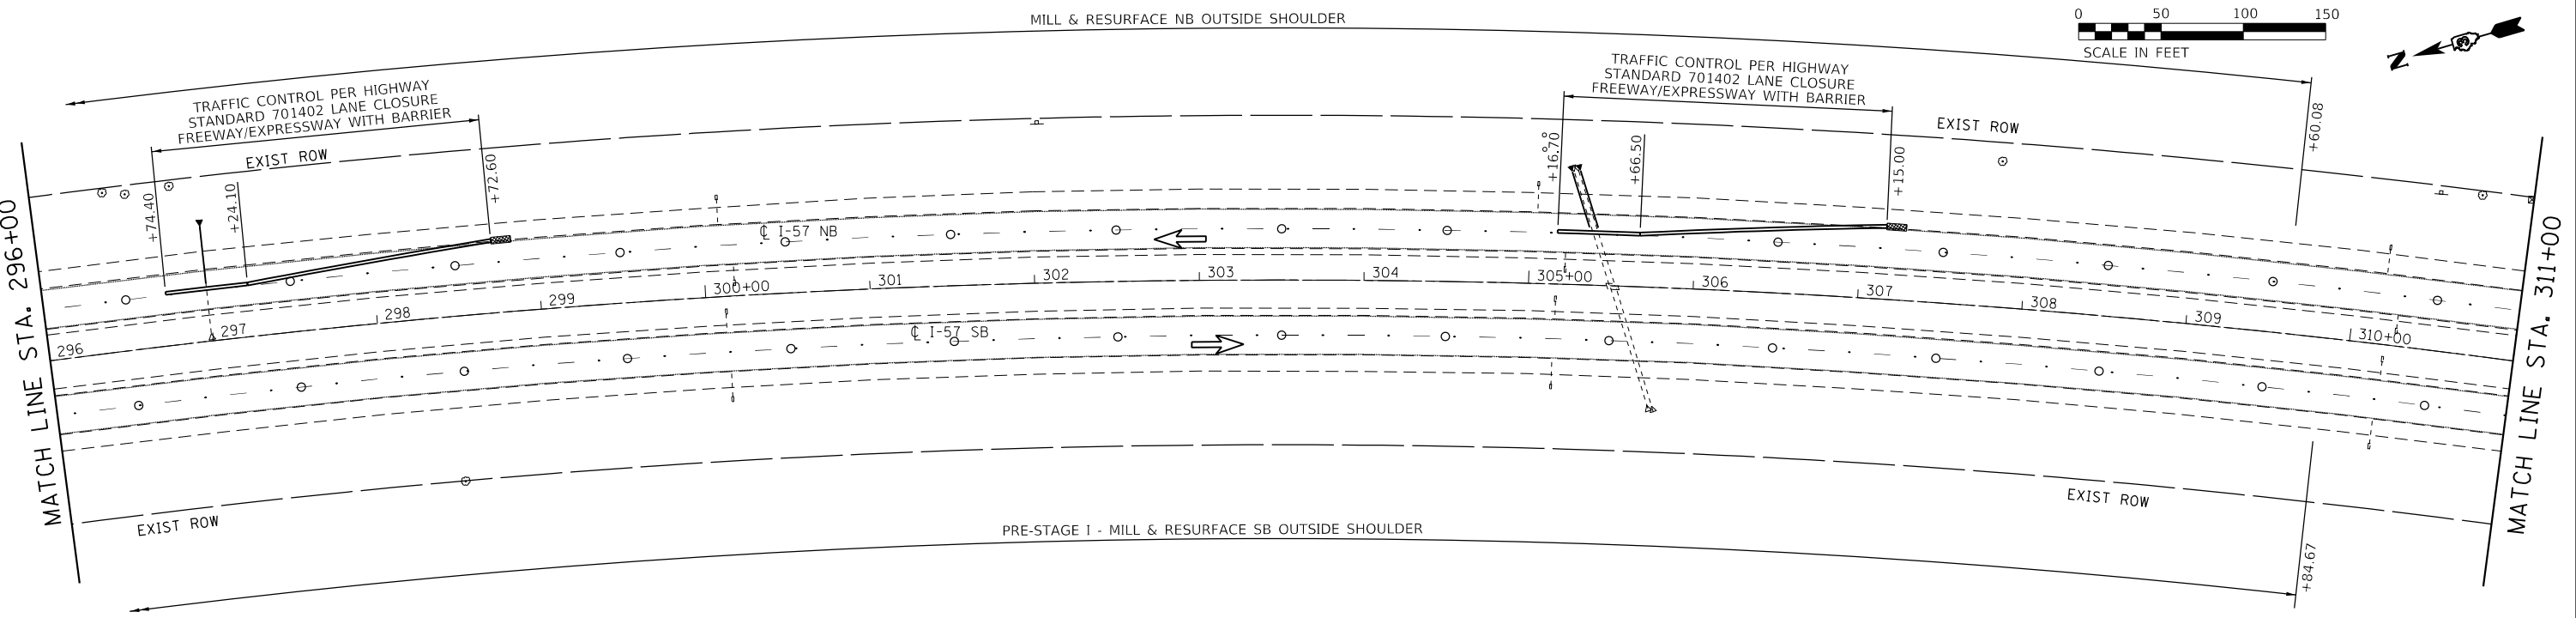 MILL & RESURFACE NB OUTSIDE SHOULDER
0 50 100 150
SCALE IN FEET
N
TRAFFIC CONTROL PER HIGHWAY
STANDARD 701402 LANE CLOSURE
FREEWAY/EXPRESSWAY WITH BARRIER
TRAFFIC CONTROL PER HIGHWAY
STANDARD 701402 LANE CLOSURE
FREEWAY/EXPRESSWAY WITH BARRIER
EXIST ROW
EXIST ROW
+74.40
+24.10
+72.60
+16.70
+66.50
+15.00
+60.08
MATCH LINE STA. 296+00
℄ I-57 NB
296
297
298
299
300+00
301
302
303
304
305+00
306
307
308
309
310+00
℄ I-57 SB
MATCH LINE STA. 311+00
EXIST ROW
EXIST ROW
PRE-STAGE I - MILL & RESURFACE SB OUTSIDE SHOULDER
+84.67